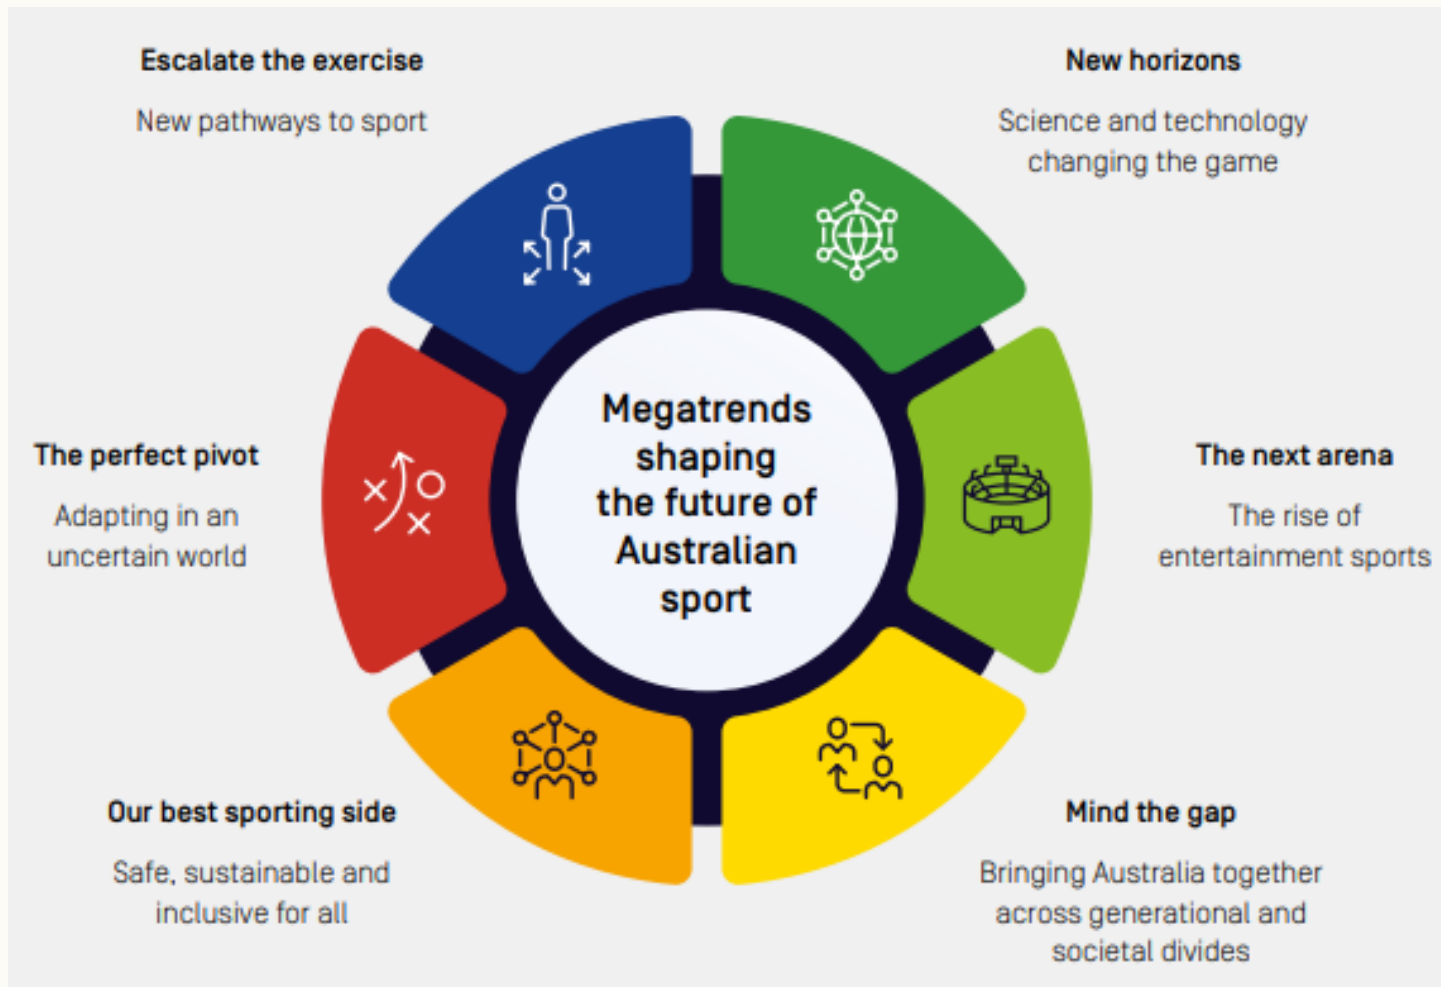 Escalate the exercise
New pathways to sport
New horizons
Science and technology
changing the game
The perfect pivot
Adapting in an
uncertain world
Megatrends
shaping
the future of
Australian
sport
The next arena
The rise of
entertainment sports
Our best sporting side
Safe, sustainable and
inclusive for all
Mind the gap
Bringing Australia together
across generational and
societal divides